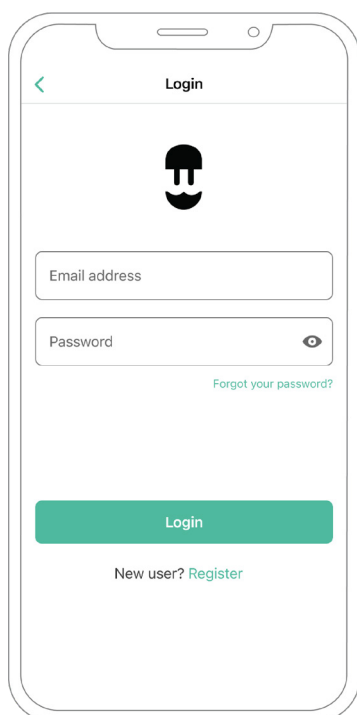 Login
Email address
Password
Forgot your password?
Login
New user? Register